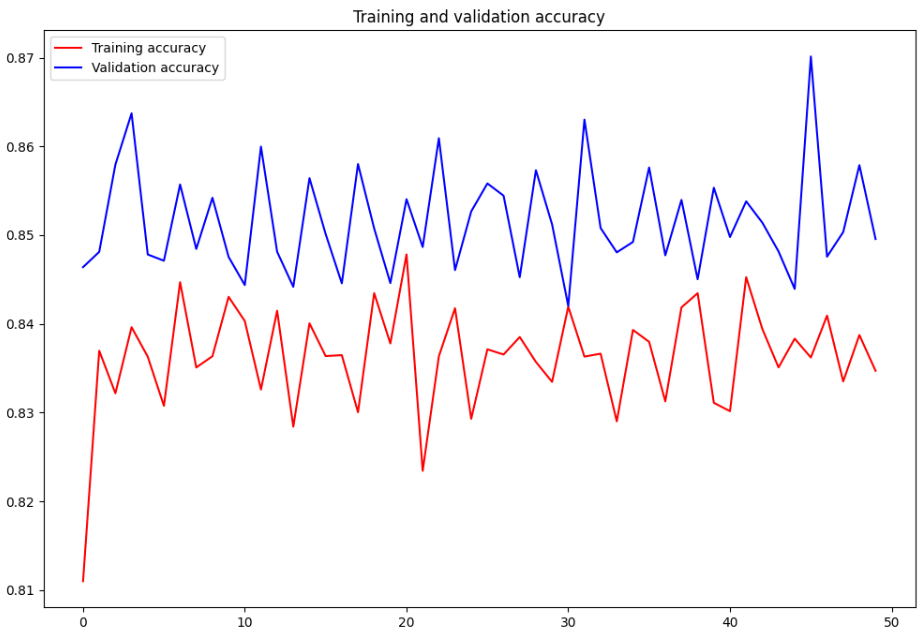 Training and validation accuracy
Training accuracy
Validation accuracy
0.87
0.86
0.85
0.84
0.83
0.82
0.81
0 10 20 30 40 50